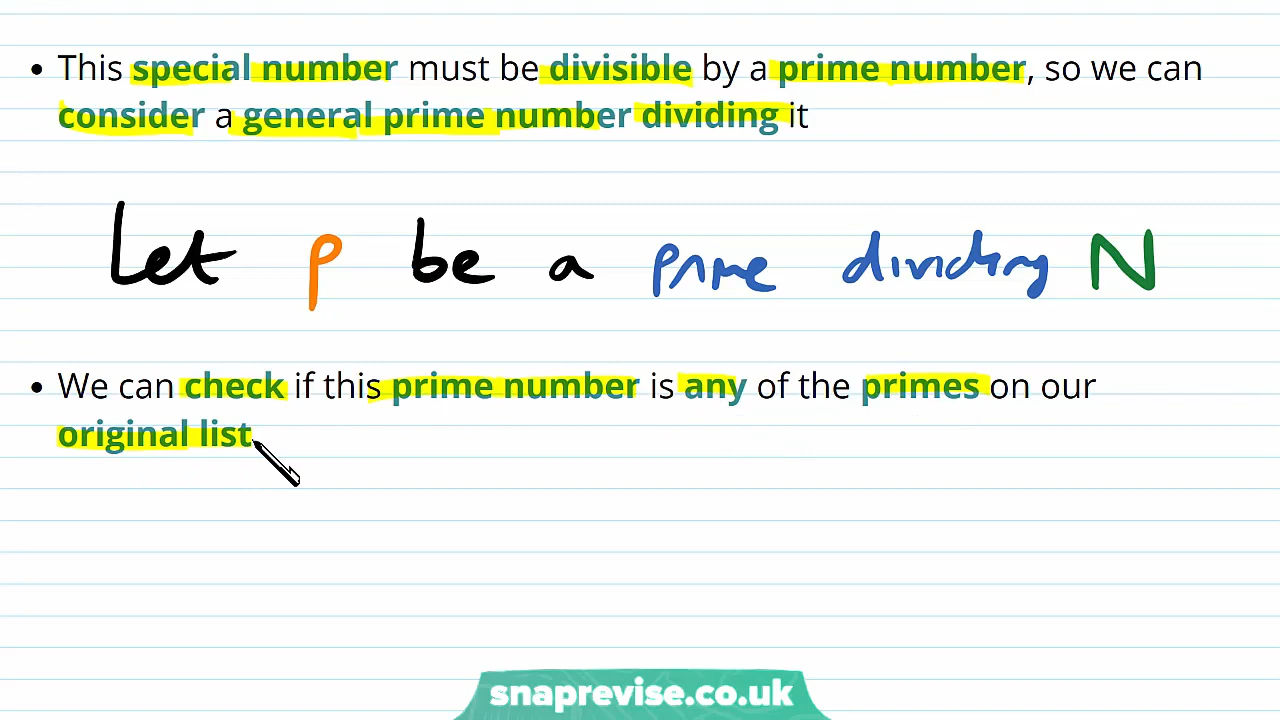 • This special number must be divisible by a prime number, so we can
consider a general prime number dividing it
Let p be a prime dividing N
• We can check if this prime number is any of the primes on our
original list
snaprevise.co.uk